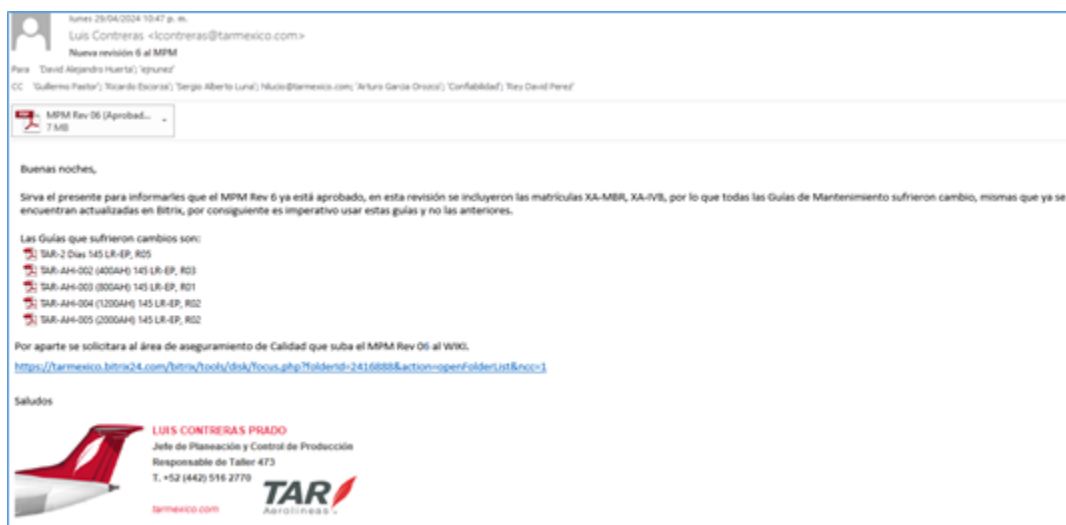 lunes 29/04/2024 10:47 p. m.
Luis Contreras <lcontreras@tarmexico.com>
Nueva revisión 6 al MPM
Para 'David Alejandro Huerta'; 'ejnunez'
CC 'Guillermo Pastor'; 'Ricardo Escorza'; 'Sergio Alberto Luna'; hlucio@tarmexico.com; 'Arturo Garcia Orozco'; 'Confiabilidad'; 'Rey David Perez'
MPM Rev 06 (Aprobad...
7 MB
Buenas noches,
Sirva el presente para informarles que el MPM Rev 6 ya está aprobado, en esta revisión se incluyeron las matrículas XA-MBR, XA-IVB, por lo que todas las Guías de Mantenimiento sufrieron cambio, mismas que ya se
encuentran actualizadas en Bitrix, por consiguiente es imperativo usar estas guías y no las anteriores.
Las Guías que sufrieron cambios son:
TAR-2 Dias 145 LR-EP, R05
TAR-AH-002 (400AH) 145 LR-EP, R03
TAR-AH-003 (800AH) 145 LR-EP, R01
TAR-AH-004 (1200AH) 145 LR-EP, R02
TAR-AH-005 (2000AH) 145 LR-EP, R02
Por aparte se solicitara al área de aseguramiento de Calidad que suba el MPM Rev 06 al WIKI.
https://tarmexico.bitrix24.com/bitrix/tools/disk/focus.php?folderId=2416888&action=openFolderList&ncc=1
Saludos
LUIS CONTRERAS PRADO
Jefe de Planeación y Control de Producción
Responsable de Taller 473
T. +52 (442) 516 2770
tarmexico.com
TAR
Aerolíneas